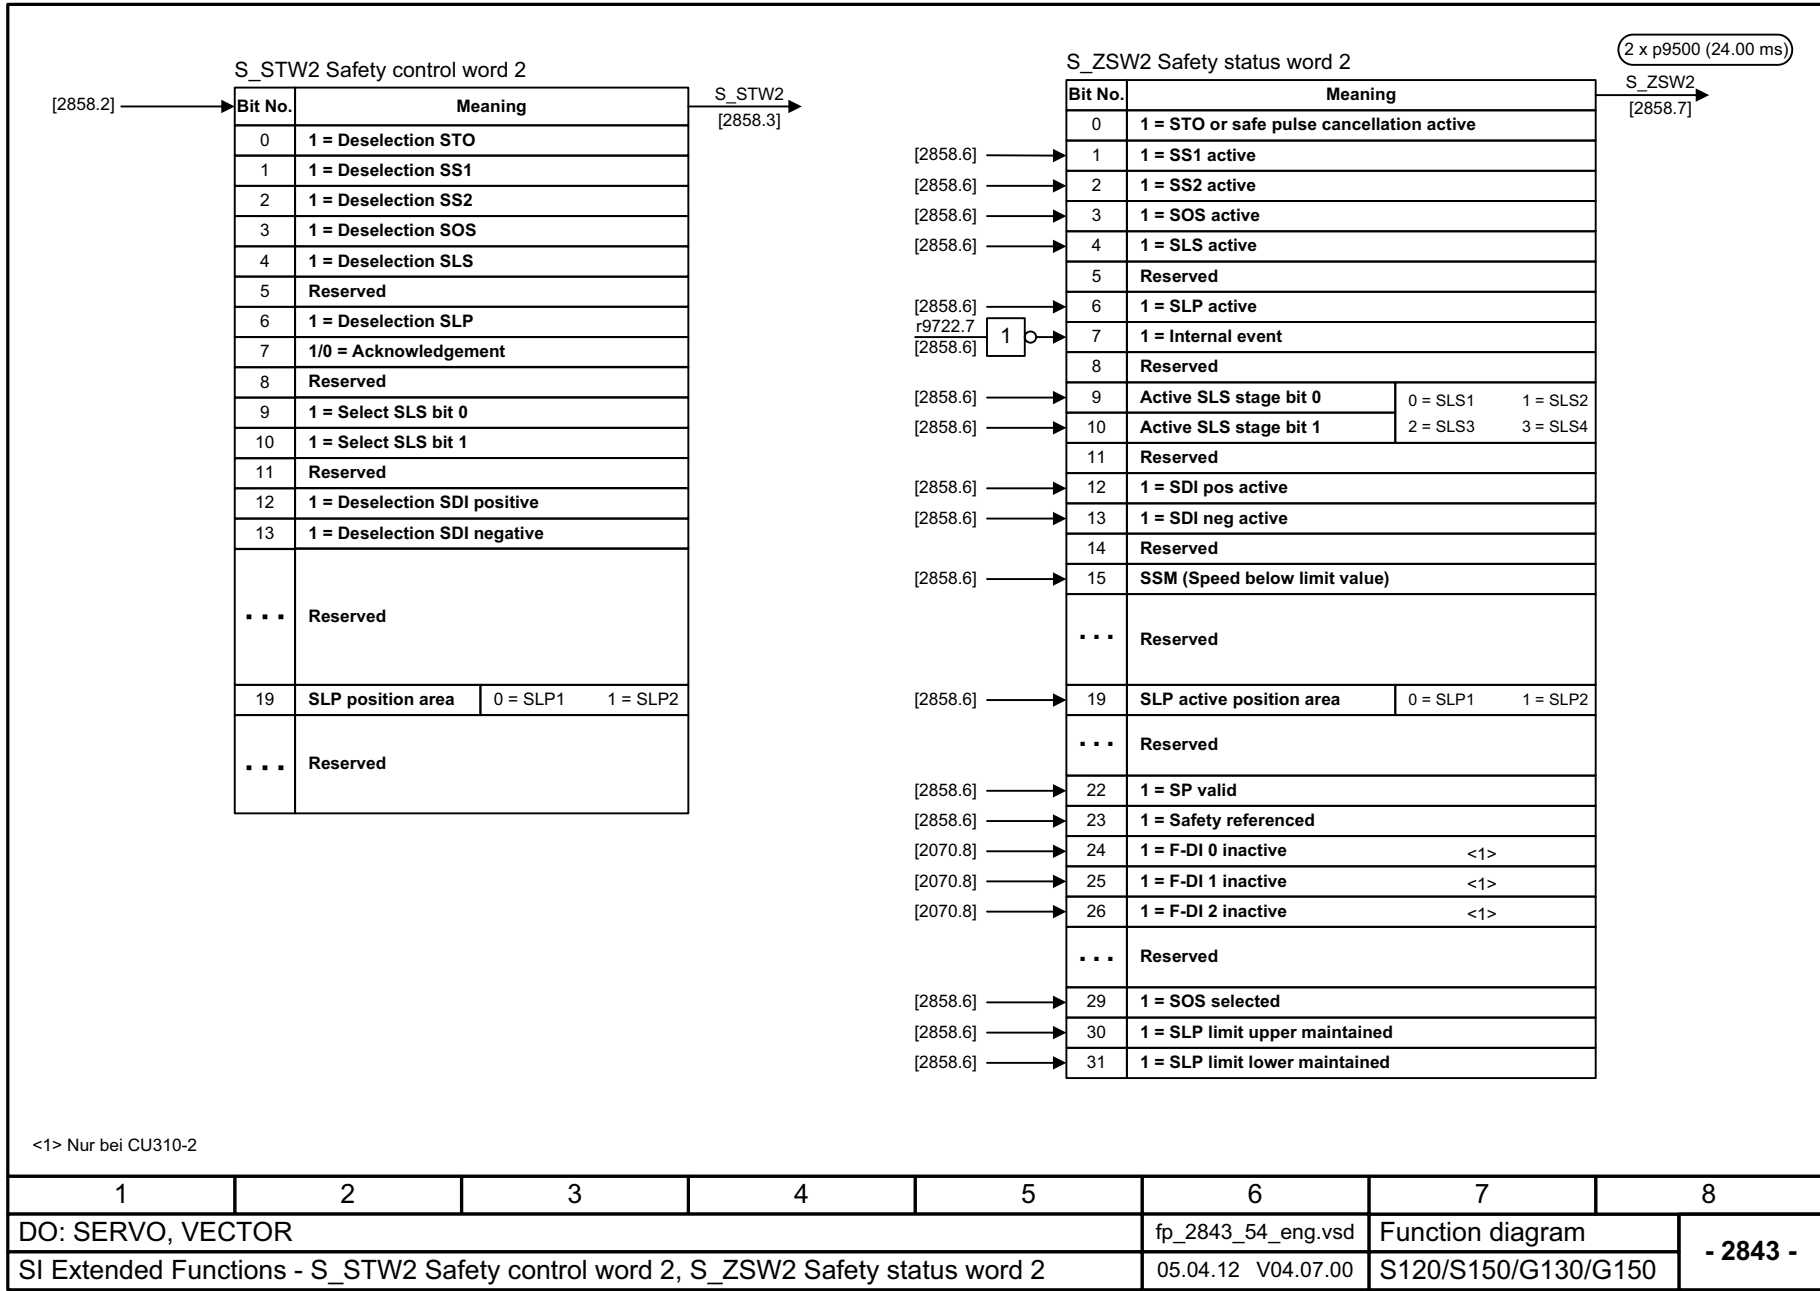 2 x p9500 (24.00 ms)
S_STW2 Safety control word 2
[2858.2]
Bit No. Meaning
S_STW2
[2858.3]
0 1 = Deselection STO
1 1 = Deselection SS1
2 1 = Deselection SS2
3 1 = Deselection SOS
4 1 = Deselection SLS
5 Reserved
6 1 = Deselection SLP
7 1/0 = Acknowledgement
8 Reserved
9 1 = Select SLS bit 0
10 1 = Select SLS bit 1
11 Reserved
12 1 = Deselection SDI positive
13 1 = Deselection SDI negative
... Reserved
19 SLP position area 0 = SLP1 1 = SLP2
... Reserved
S_ZSW2 Safety status word 2
Bit No. Meaning
S_ZSW2
[2858.7]
0 1 = STO or safe pulse cancellation active
[2858.6] 1 1 = SS1 active
[2858.6] 2 1 = SS2 active
[2858.6] 3 1 = SOS active
[2858.6] 4 1 = SLS active
5 Reserved
[2858.6] 6 1 = SLP active
r9722.7
[2858.6] 1 7 1 = Internal event
8 Reserved
[2858.6] 9 Active SLS stage bit 0 0 = SLS1 1 = SLS2
[2858.6] 10 Active SLS stage bit 1 2 = SLS3 3 = SLS4
11 Reserved
[2858.6] 12 1 = SDI pos active
[2858.6] 13 1 = SDI neg active
14 Reserved
[2858.6] 15 SSM (Speed below limit value)
... Reserved
[2858.6] 19 SLP active position area 0 = SLP1 1 = SLP2
... Reserved
[2858.6] 22 1 = SP valid
[2858.6] 23 1 = Safety referenced
[2070.8] 24 1 = F-DI 0 inactive <1>
[2070.8] 25 1 = F-DI 1 inactive <1>
[2070.8] 26 1 = F-DI 2 inactive <1>
... Reserved
[2858.6] 29 1 = SOS selected
[2858.6] 30 1 = SLP limit upper maintained
[2858.6] 31 1 = SLP limit lower maintained
<1> Nur bei CU310-2
1 2 3 4 5 6 7 8
DO: SERVO, VECTOR fp_2843_54_eng.vsd Function diagram
- 2843 -
SI Extended Functions - S_STW2 Safety control word 2, S_ZSW2 Safety status word 2 05.04.12 V04.07.00 S120/S150/G130/G150